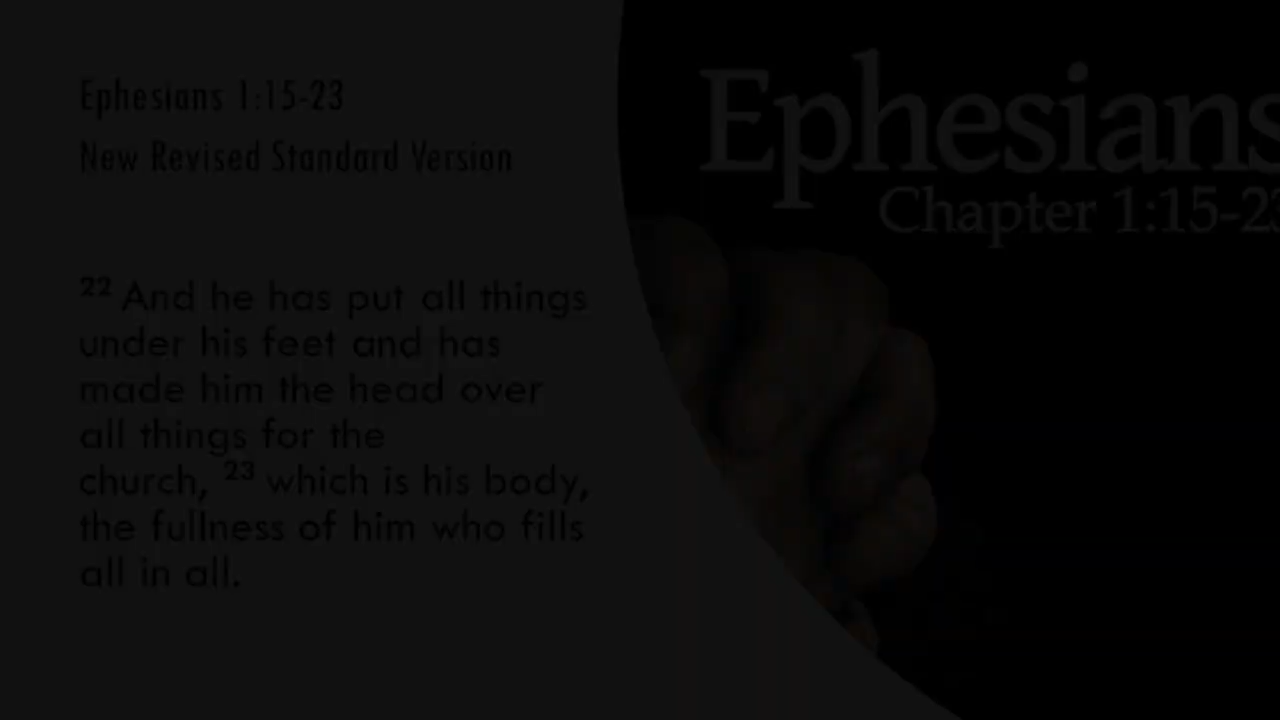 Ephesians 1:15-23
New Revised Standard Version
22 And he has put all things
under his feet and has
made him the head over
all things for the
church, 23 which is his body,
the fullness of him who fills
all in all.
Ephesians
Chapter 1:15-23